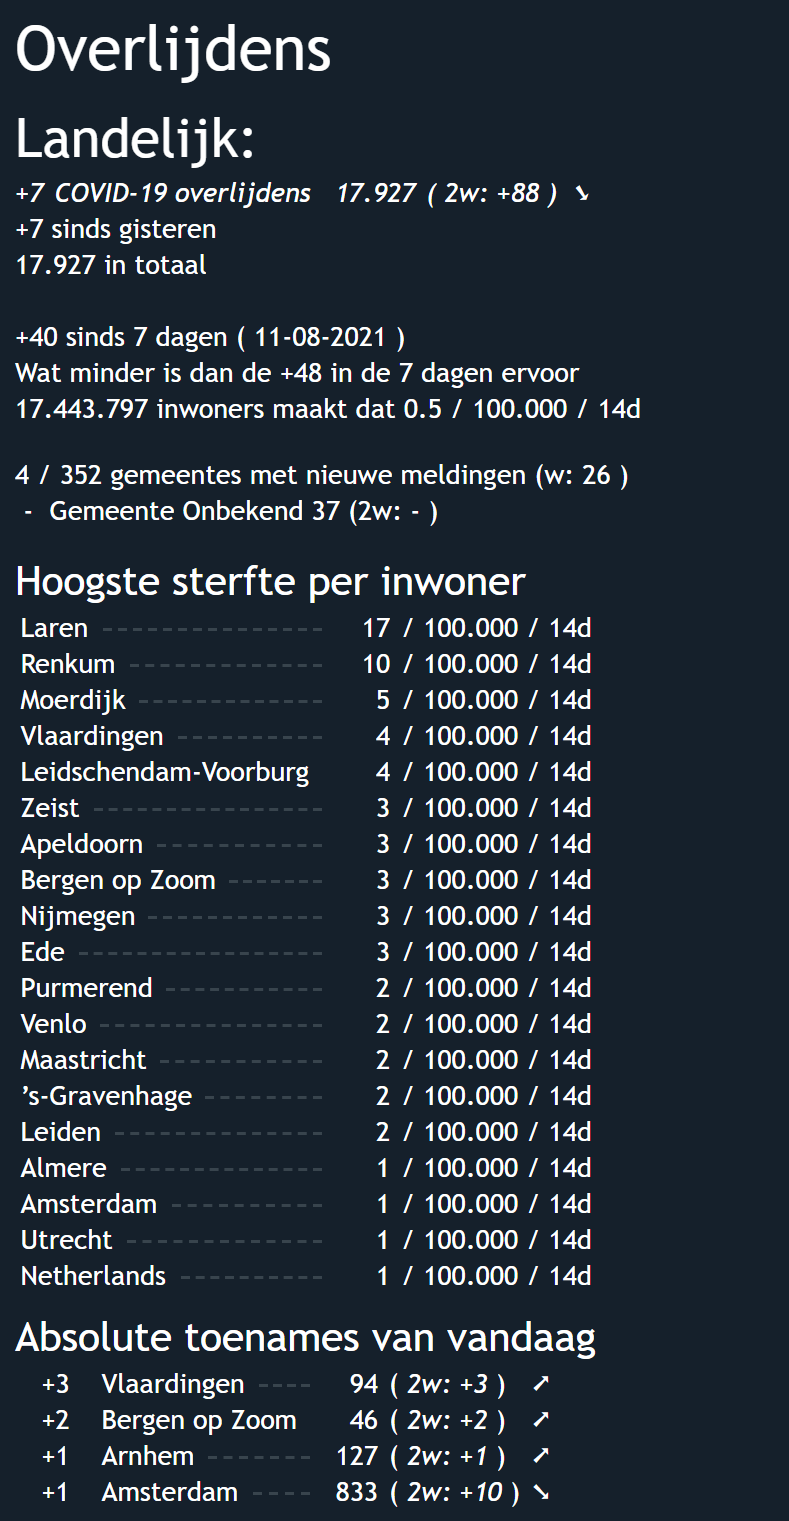 Overlijdens
Landelijk:
+7 COVID-19 overlijdens 17.927 ( 2w: +88 ) ➘
+7 sinds gisteren
17.927 in totaal
+40 sinds 7 dagen ( 11-08-2021 )
Wat minder is dan de +48 in de 7 dagen ervoor
17.443.797 inwoners maakt dat 0.5 / 100.000 / 14d
4 / 352 gemeentes met nieuwe meldingen (w: 26 )
- Gemeente Onbekend 37 (2w: - )
Hoogste sterfte per inwoner
Laren --------------- 17 / 100.000 / 14d
Renkum ------------- 10 / 100.000 / 14d
Moerdijk ------------- 5 / 100.000 / 14d
Vlaardingen ---------- 4 / 100.000 / 14d
Leidschendam-Voorburg 4 / 100.000 / 14d
Zeist ---------------- 3 / 100.000 / 14d
Apeldoorn ----------- 3 / 100.000 / 14d
Bergen op Zoom ------- 3 / 100.000 / 14d
Nijmegen ------------ 3 / 100.000 / 14d
Ede ----------------- 3 / 100.000 / 14d
Purmerend ----------- 2 / 100.000 / 14d
Venlo --------------- 2 / 100.000 / 14d
Maastricht ----------- 2 / 100.000 / 14d
’s-Gravenhage -------- 2 / 100.000 / 14d
Leiden -------------- 2 / 100.000 / 14d
Almere -------------- 1 / 100.000 / 14d
Amsterdam ---------- 1 / 100.000 / 14d
Utrecht ------------- 1 / 100.000 / 14d
Netherlands ---------- 1 / 100.000 / 14d
Absolute toenames van vandaag
+3 Vlaardingen ---- 94 ( 2w: +3 ) ➚
+2 Bergen op Zoom 46 ( 2w: +2 ) ➚
+1 Arnhem ------- 127 ( 2w: +1 ) ➚
+1 Amsterdam ---- 833 ( 2w: +10 ) ➘